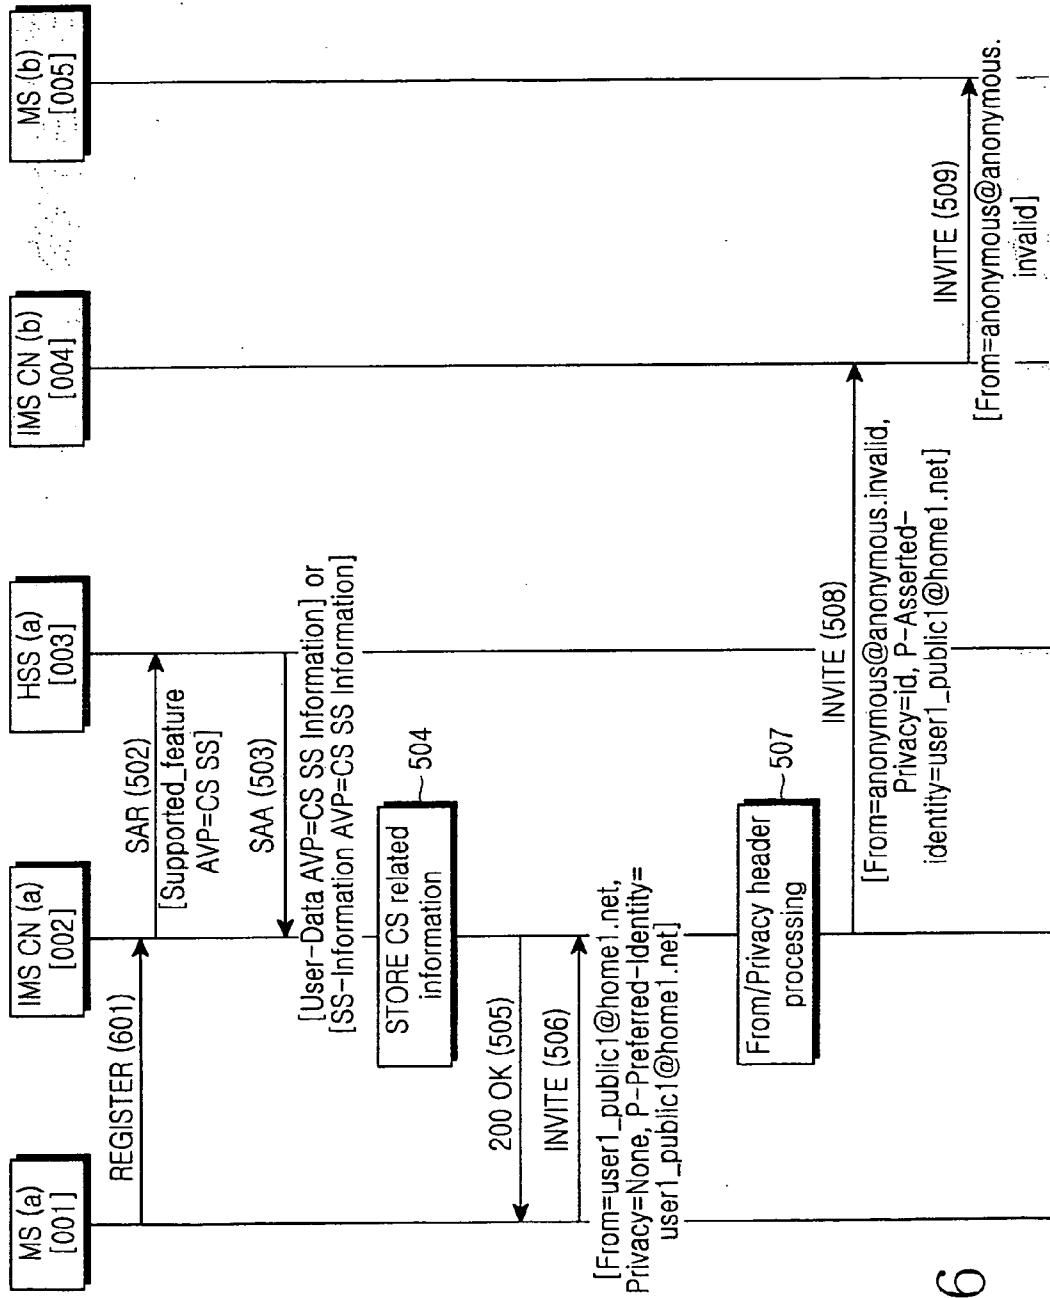 MS (a)
[001]
IMS CN (a)
[002]
HSS (a)
[003]
IMS CN (b)
[004]
MS (b)
[005]
REGISTER (601)
SAR (502)
[Supported_feature
AVP=CS SS]
SAA (503)
[User-Data AVP=CS SS Information] or
[SS-Information AVP=CS SS Information]
STORE CS related
information
504
200 OK (505)
INVITE (506)
[From=user1_public1@home1.net,
Privacy=None, P-Preferred-Identity=
user1_public1@home1.net]
From/Privacy header
processing
507
INVITE (508)
[From=anonymous@anonymous.invalid,
Privacy=id, P-Asserted-
identity=user1_public1@home1.net]
INVITE (509)
[From=anonymous@anonymous.
invalid]
6